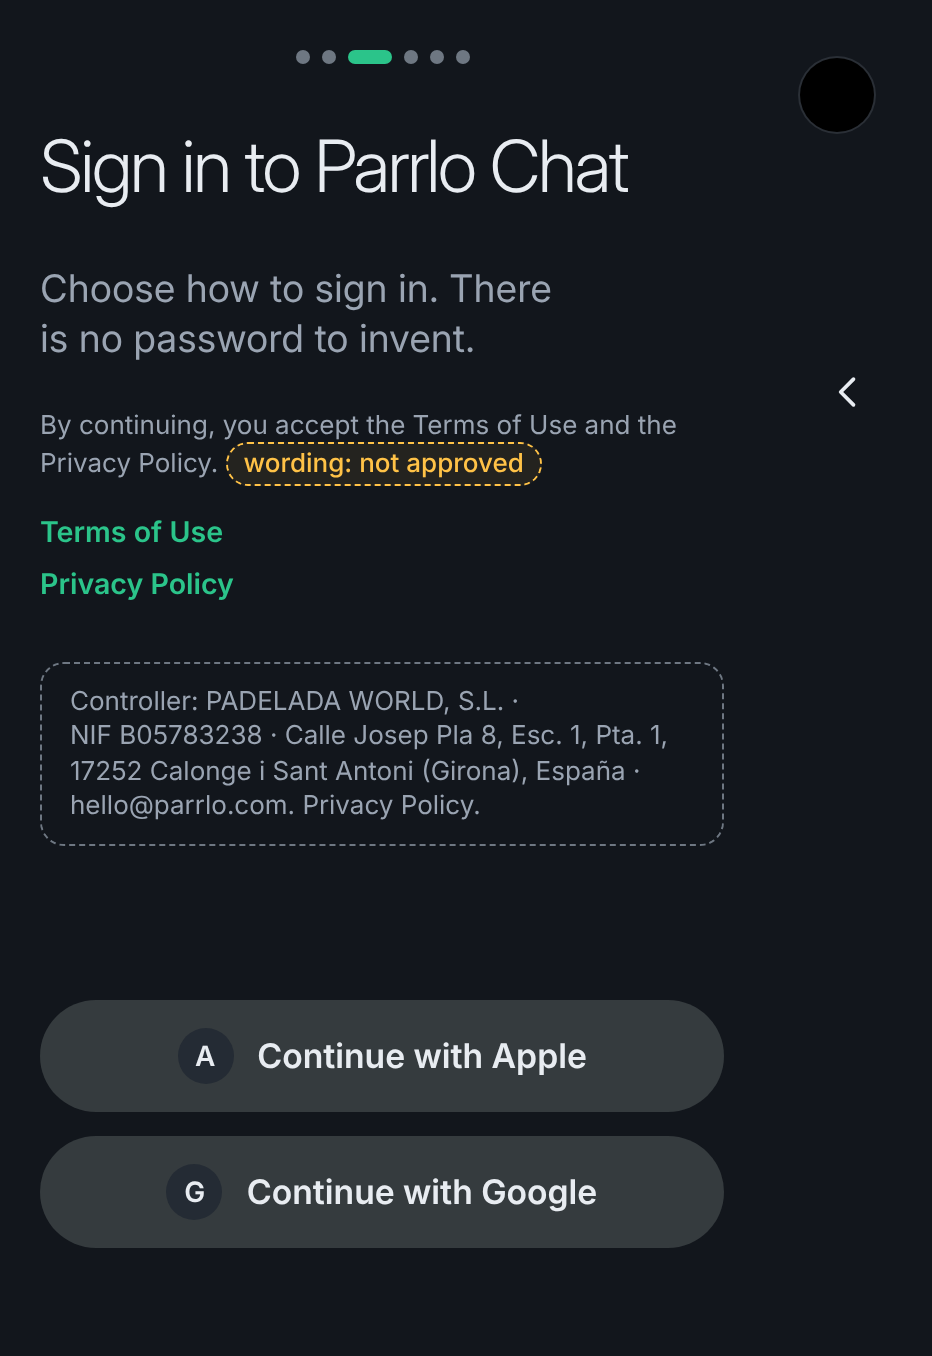 Sign in to Parrlo Chat
Choose how to sign in. There
is no password to invent.
By continuing, you accept the Terms of Use and the
Privacy Policy. wording: not approved
Terms of Use
Privacy Policy
Controller: PADELADA WORLD, S.L. ·
NIF B05783238 · Calle Josep Pla 8, Esc. 1, Pta. 1,
17252 Calonge i Sant Antoni (Girona), España ·
hello@parrlo.com. Privacy Policy.
A Continue with Apple
G Continue with Google